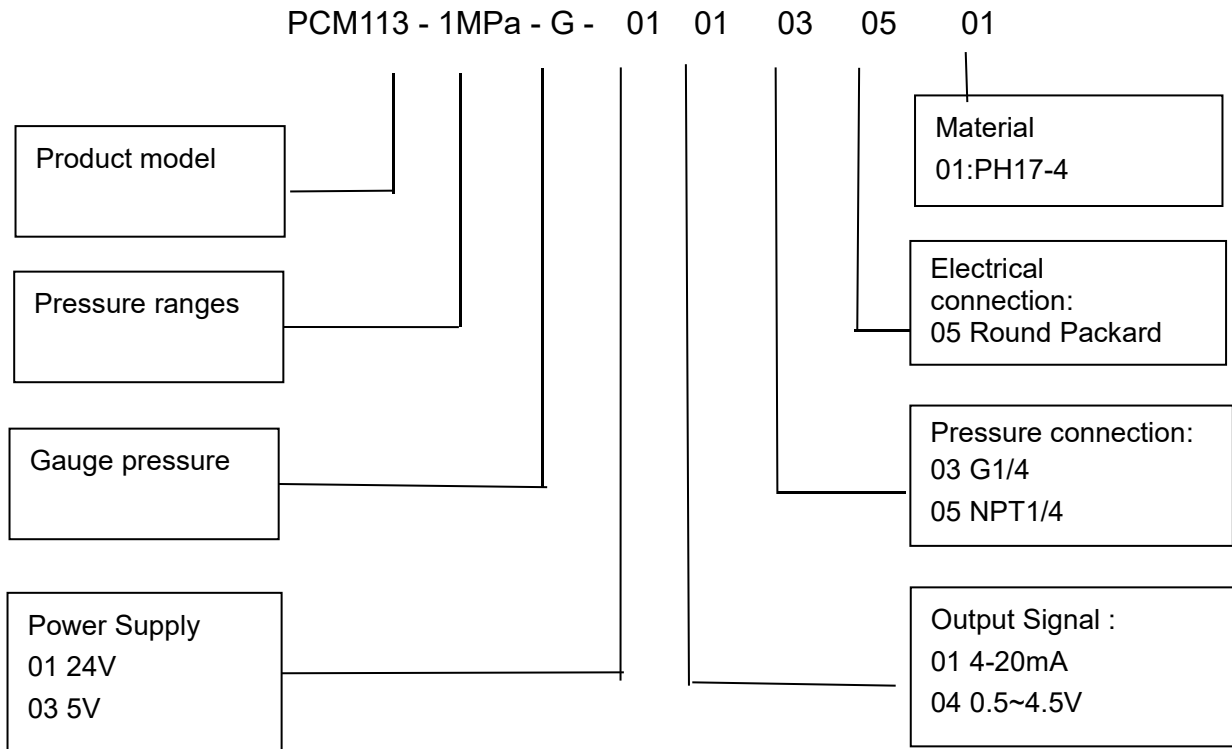 PCM113 - 1MPa - G - 01 01 03 05 01
Product model
Pressure ranges
Gauge pressure
Power Supply
01 24V
03 5V
Material
01:PH17-4
Electrical
connection:
05 Round Packard
Pressure connection:
03 G1/4
05 NPT1/4
Output Signal :
01 4-20mA
04 0.5~4.5V